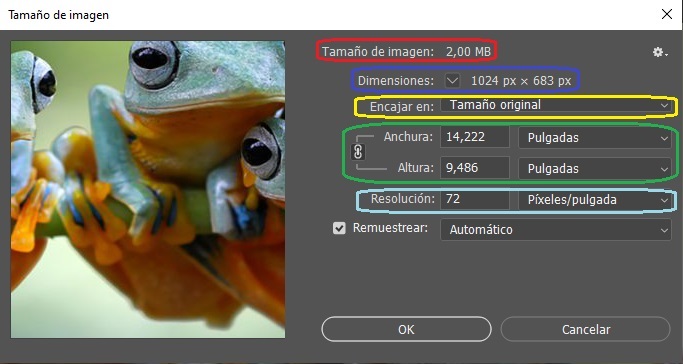 Tamaño de imagen
Tamaño de imagen: 2,00 MB
Dimensiones: 1024 px × 683 px
Encajar en: Tamaño original
Anchura: 14,222 Pulgadas
Altura: 9,486 Pulgadas
Resolución: 72 Píxeles/pulgada
Remuestrear: Automático
OK Cancelar